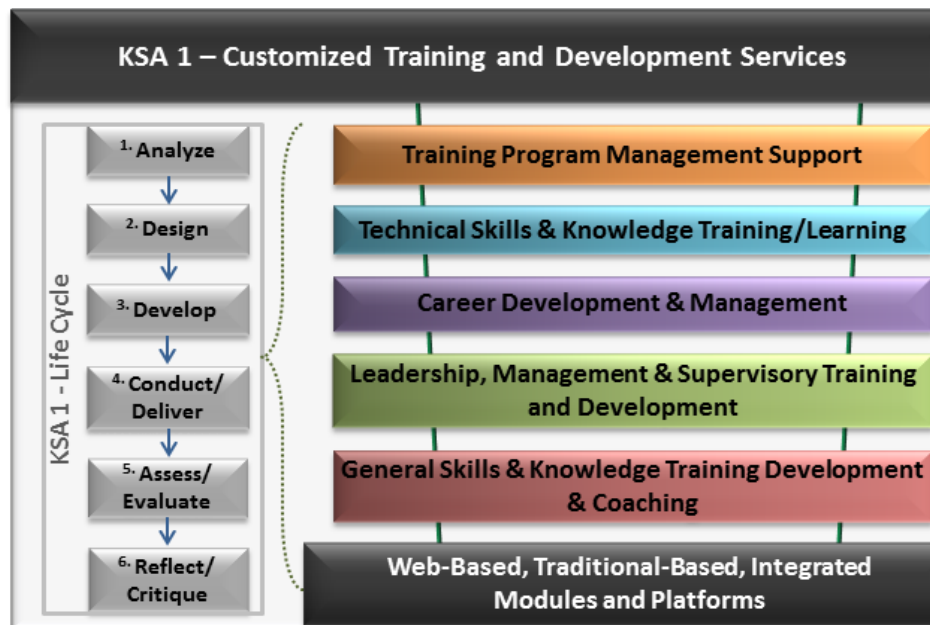 KSA 1 – Customized Training and Development Services
KSA 1 - Life Cycle
1. Analyze
2. Design
3. Develop
4. Conduct/
Deliver
5. Assess/
Evaluate
6. Reflect/
Critique
Training Program Management Support
Technical Skills & Knowledge Training/Learning
Career Development & Management
Leadership, Management & Supervisory Training
and Development
General Skills & Knowledge Training Development
& Coaching
Web-Based, Traditional-Based, Integrated
Modules and Platforms